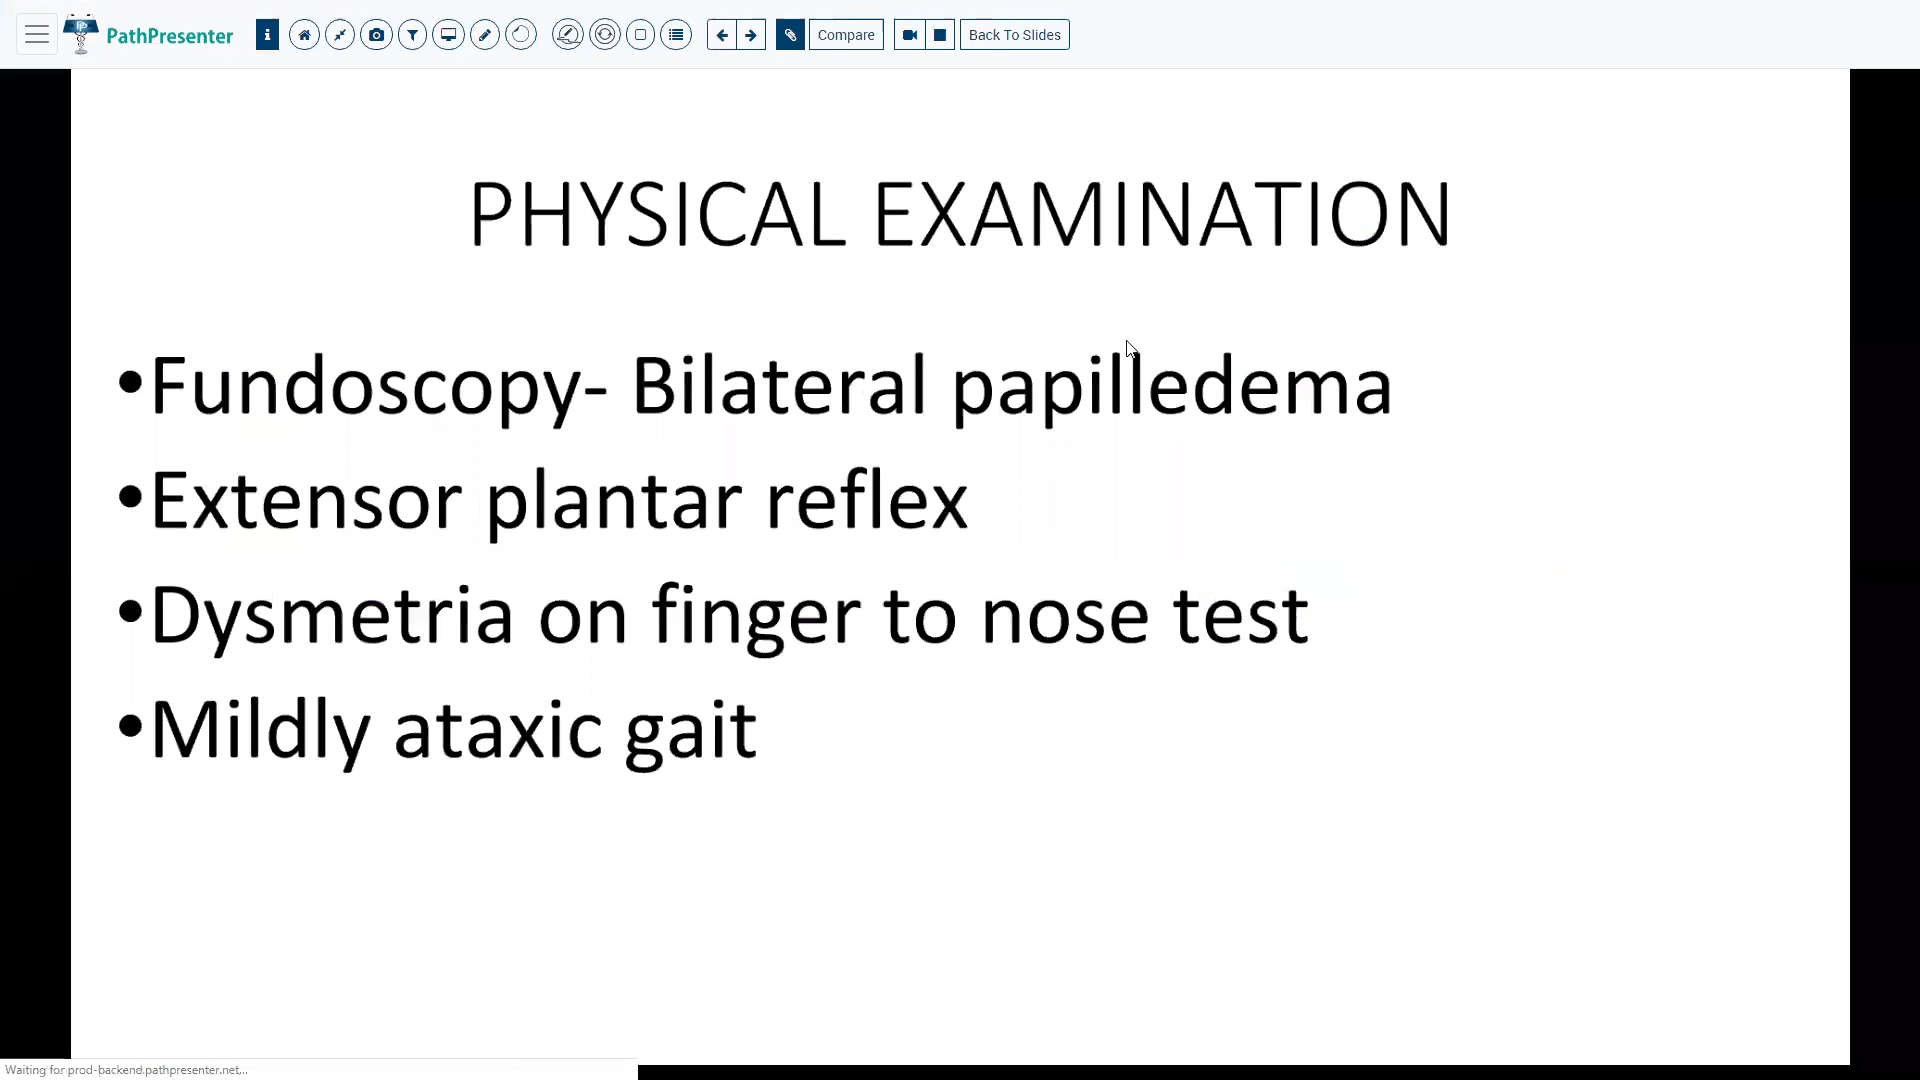 PathPresenter
Compare
Back To Slides
PHYSICAL EXAMINATION
•Fundoscopy- Bilateral papilledema
•Extensor plantar reflex
•Dysmetria on finger to nose test
•Mildly ataxic gait
Waiting for prod-backend.pathpresenter.net...